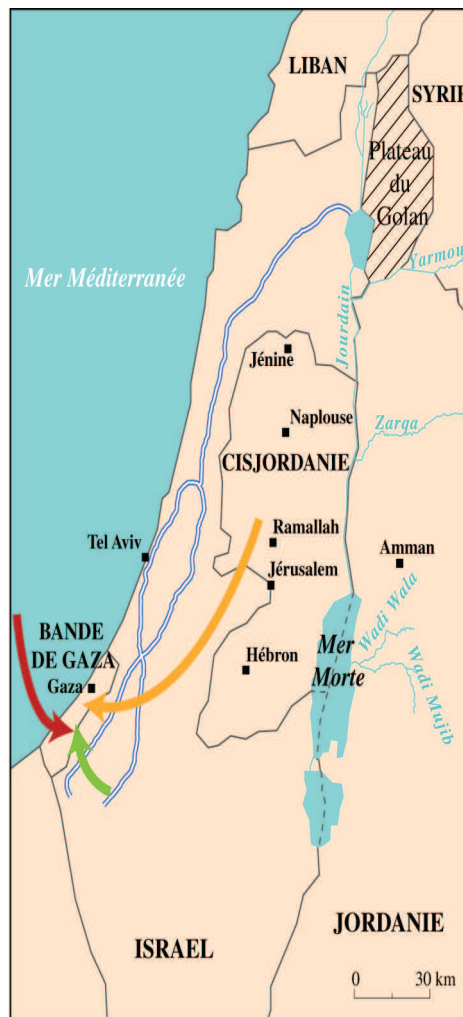 LIBAN
SYRIE
Plateau
du
Golan
Mer Méditerranée
Yarmou
Jourdain
Jénine
Naplouse
Zarqa
CISJORDANIE
Ramallah
Tel Aviv
Amman
Jérusalem
Wadi Wala
BANDE
DE GAZA
Hébron
Mer
Morte
Gaza
Wadi Mujib
JORDANIE
ISRAEL
0 30 km